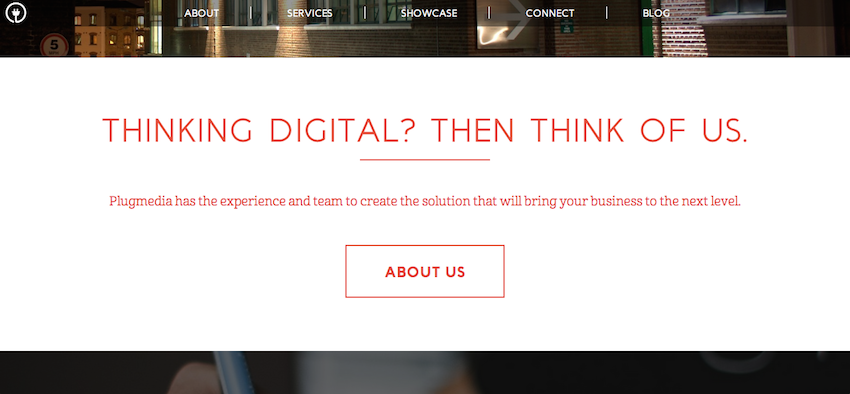 ABOUT | SERVICES | SHOWCASE | CONNECT | BLOG
5
THINKING DIGITAL? THEN THINK OF US.
Plugmedia has the experience and team to create the solution that will bring your business to the next level.
ABOUT US